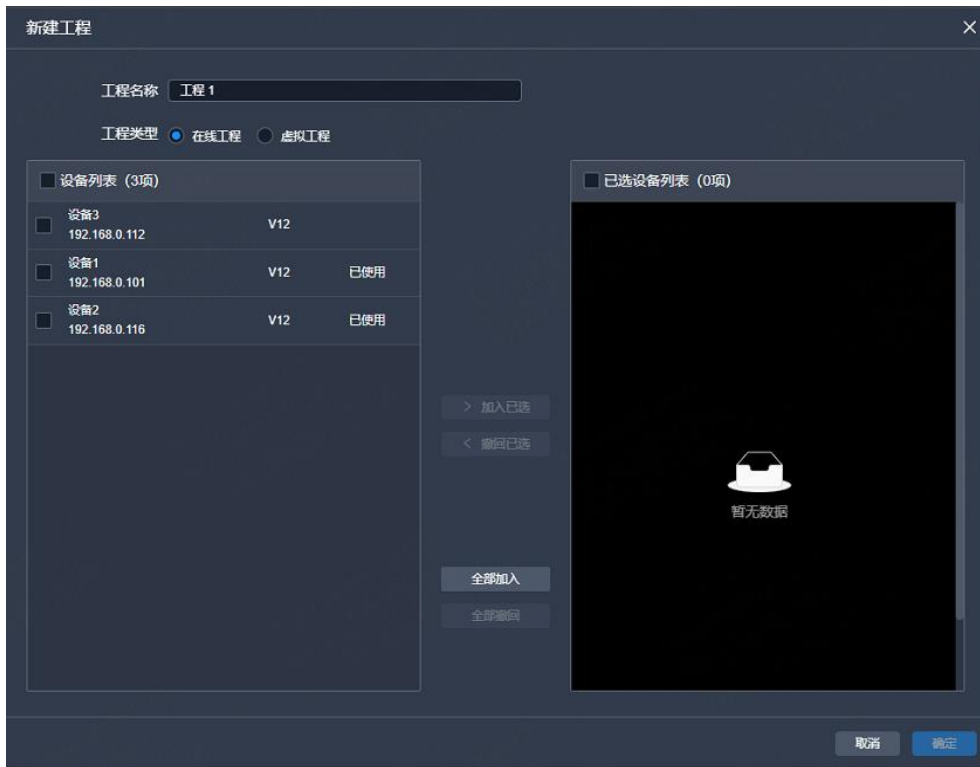 新建工程
工程名称 工程 1
工程类型 在线工程 虚拟工程
设备列表（3项）
设备3
192.168.0.112
V12
设备1
192.168.0.101
V12 已使用
设备2
192.168.0.116
V12 已使用
> 加入已选
< 撤回已选
全部加入
全部撤回
已选设备列表（0项）
暂无数据
取消 确定